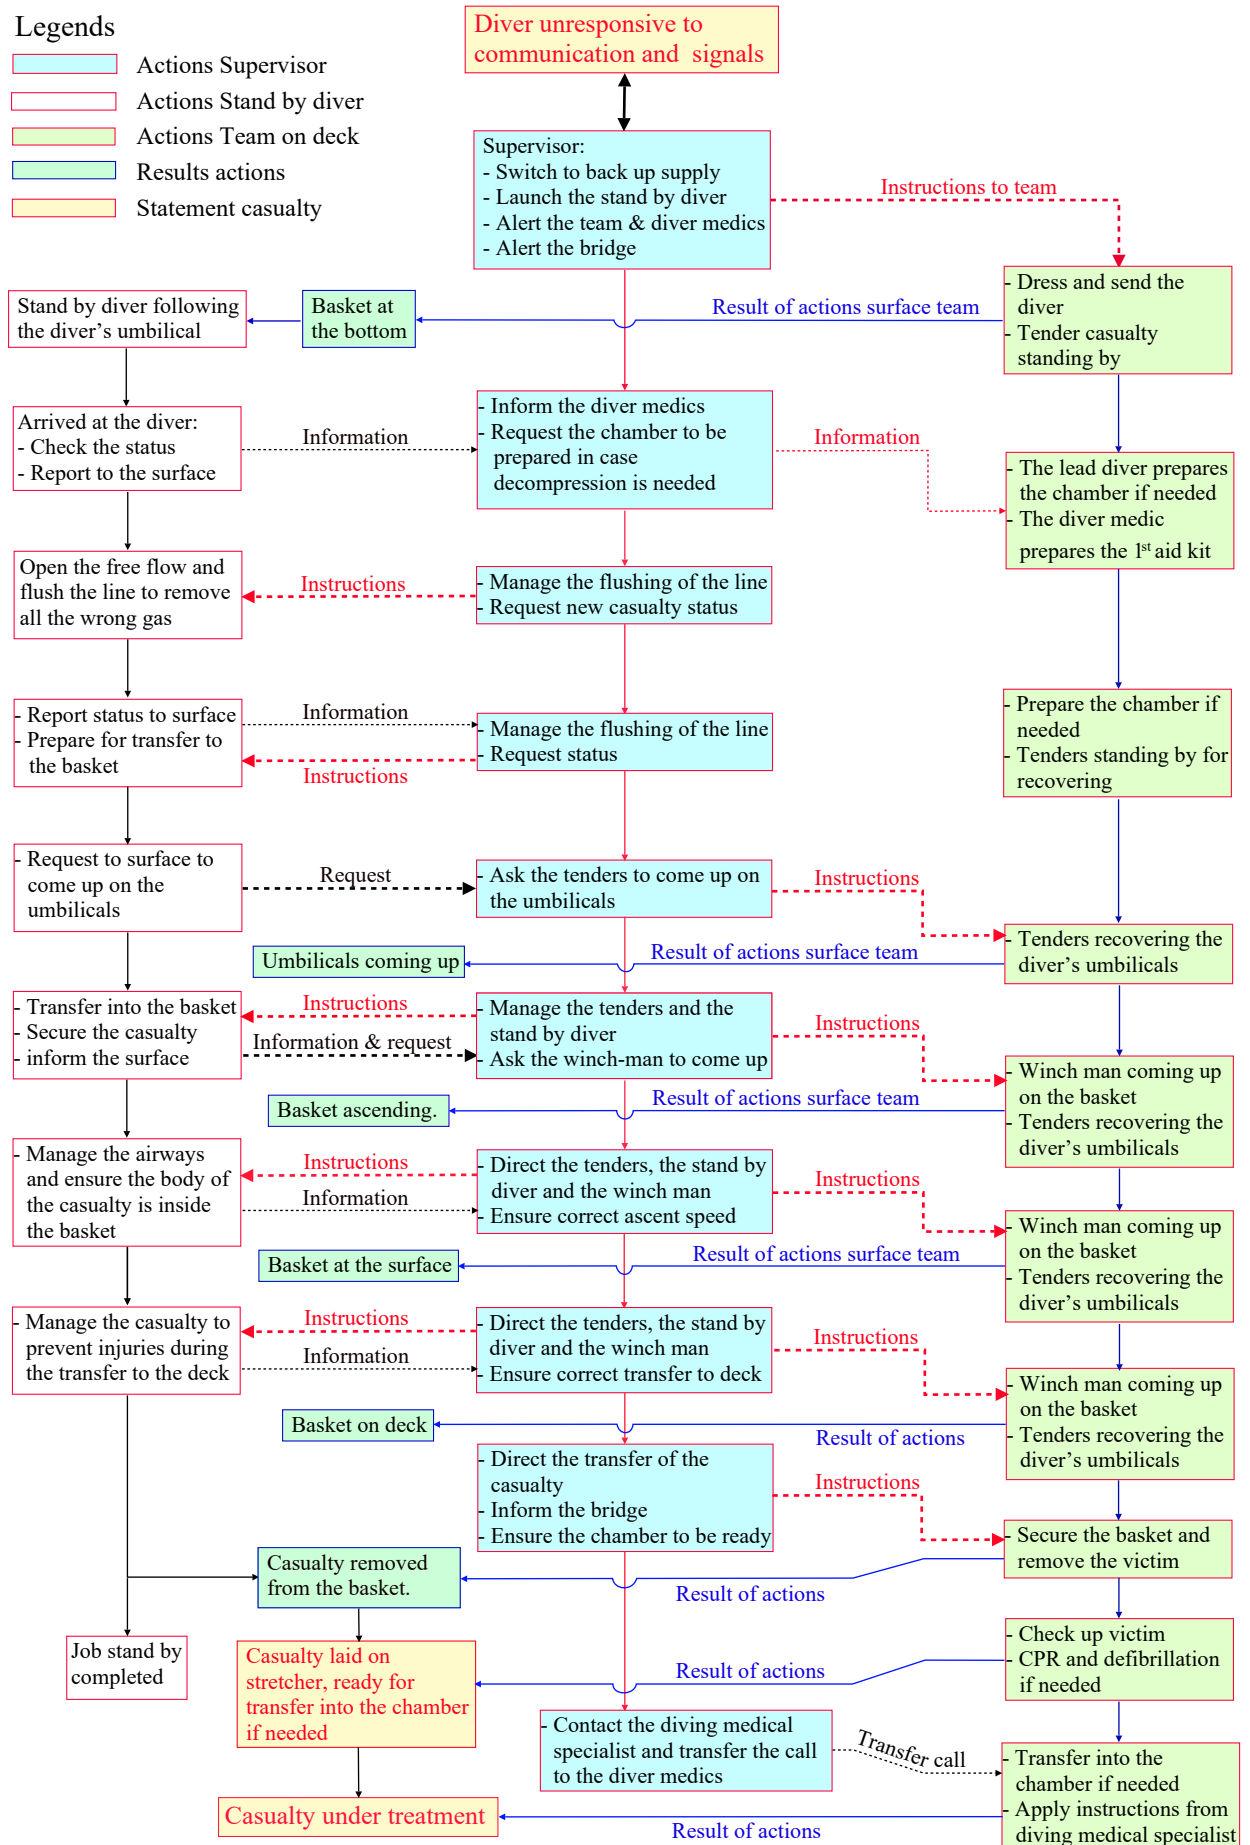 Legends
Actions Supervisor
Actions Stand by diver
Actions Team on deck
Results actions
Statement casualty
Diver unresponsive to
communication and signals
Supervisor:
- Switch to back up supply
- Launch the stand by diver
- Alert the team & diver medics
- Alert the bridge
Instructions to team
- Dress and send the
diver
- Tender casualty
standing by
Result of actions surface team
Basket at
the bottom
Stand by diver following
the diver's umbilical
Arrived at the diver:
- Check the status
- Report to the surface
Information
- Inform the diver medics
- Request the chamber to be
prepared in case
decompression is needed
Information
- The lead diver prepares
the chamber if needed
- The diver medic
prepares the 1st aid kit
Open the free flow and
flush the line to remove
all the wrong gas
Instructions
- Manage the flushing of the line
- Request new casualty status
- Report status to surface
- Prepare for transfer to
the basket
Information
Instructions
- Manage the flushing of the line
- Request status
- Prepare the chamber if
needed
- Tenders standing by for
recovering
- Request to surface to
come up on the
umbilicals
Request
- Ask the tenders to come up on
the umbilicals
Instructions
- Tenders recovering the
diver's umbilicals
Result of actions surface team
Umbilicals coming up
- Transfer into the basket
- Secure the casualty
- inform the surface
Instructions
Information & request
- Manage the tenders and the
stand by diver
- Ask the winch-man to come up
Instructions
- Winch man coming up
on the basket
- Tenders recovering the
diver's umbilicals
Result of actions surface team
Basket ascending.
- Manage the airways
and ensure the body of
the casualty is inside
the basket
Instructions
Information
- Direct the tenders, the stand by
diver and the winch man
- Ensure correct ascent speed
Instructions
- Winch man coming up
on the basket
- Tenders recovering the
diver's umbilicals
Result of actions surface team
Basket at the surface
- Manage the casualty to
prevent injuries during
the transfer to the deck
Instructions
Information
- Direct the tenders, the stand by
diver and the winch man
- Ensure correct transfer to deck
Instructions
- Winch man coming up
on the basket
- Tenders recovering the
diver's umbilicals
Result of actions
Basket on deck
- Direct the transfer of the
casualty
- Inform the bridge
- Ensure the chamber to be ready
Instructions
- Secure the basket and
remove the victim
Result of actions
Casualty removed
from the basket.
Job stand by
completed
- Check up victim
- CPR and defibrillation
if needed
Result of actions
Casualty laid on
stretcher, ready for
transfer into the chamber
if needed
- Contact the diving medical
specialist and transfer the call
to the diver medics
Transfer call
- Transfer into the
chamber if needed
- Apply instructions from
diving medical specialist
Result of actions
Casualty under treatment